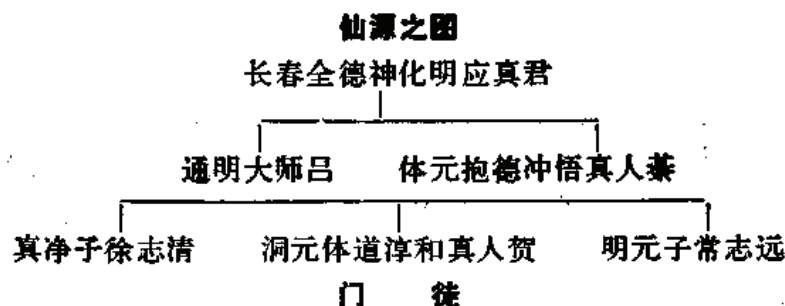 仙源之图
长春全德神化明应真君
通明大师吕 体元抱德冲悟真人綦
真净子徐志清 洞元体道淳和真人贺 明元子常志远
门 徒